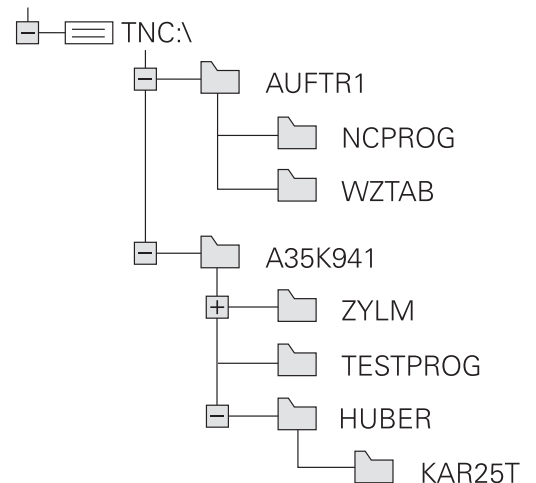 TNC:\
AUFTR1
NCPROG
WZTAB
A35K941
ZYLM
TESTPROG
HUBER
KAR25T